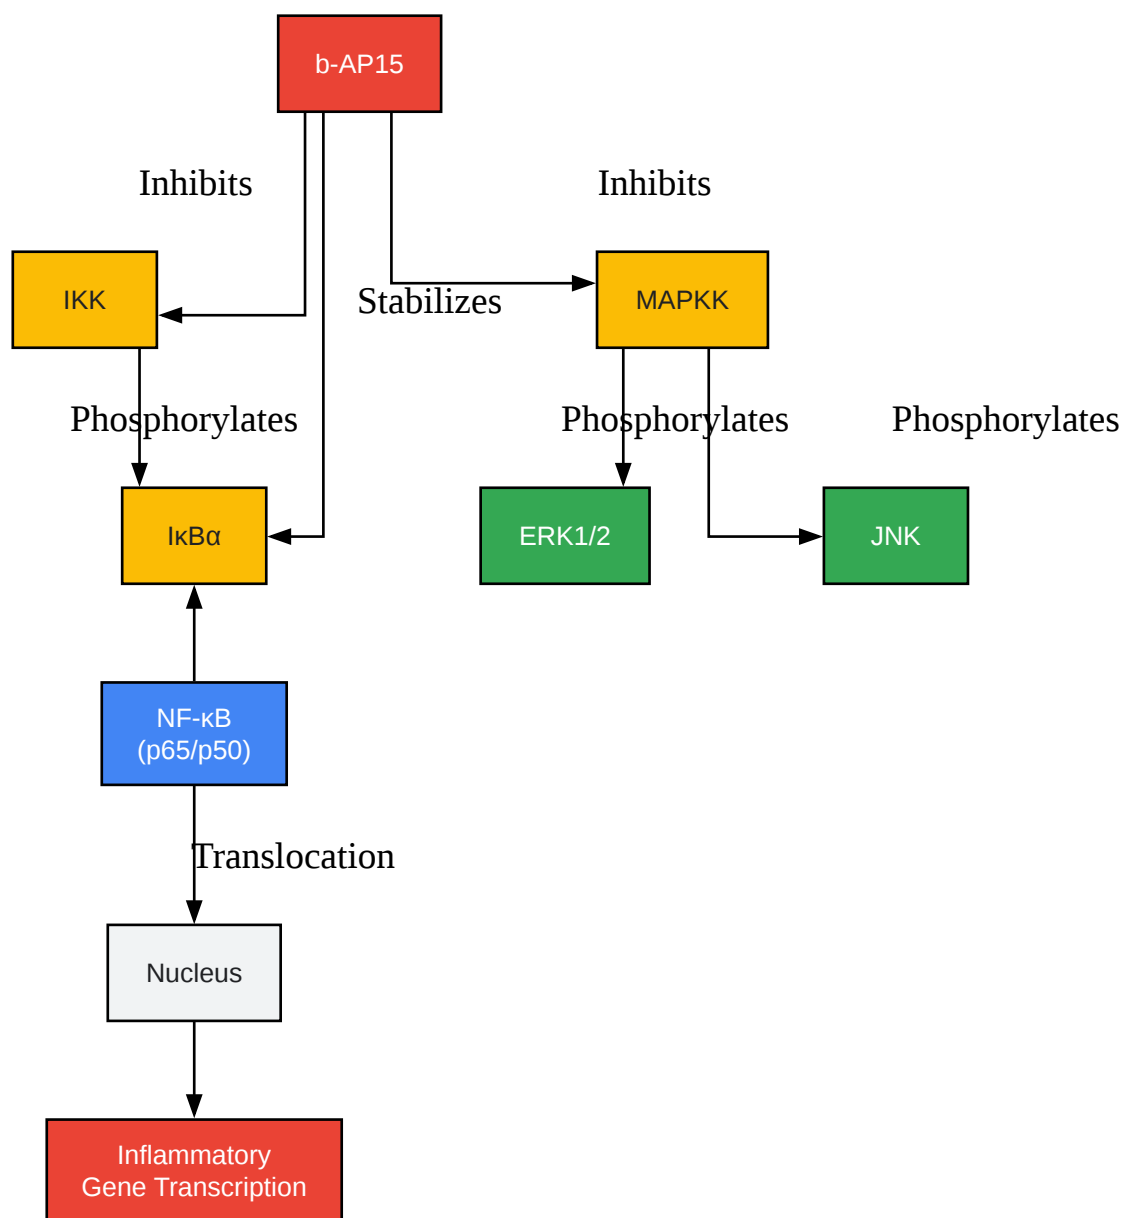 b-AP15
Inhibits
Inhibits
IKK
Stabilizes
MAPKK
Phosphorylates
Phosphorylates
Phosphorylates
IκBα
ERK1/2
JNK
NF-κB
(p65/p50)
Translocation
Nucleus
Inflammatory
Gene Transcription